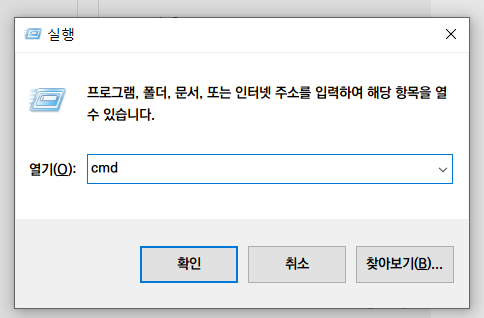 실행
프로그램, 폴더, 문서, 또는 인터넷 주소를 입력하여 해당 항목을 열
수 있습니다.
열기(O): cmd
확인 취소 찾아보기(B)...